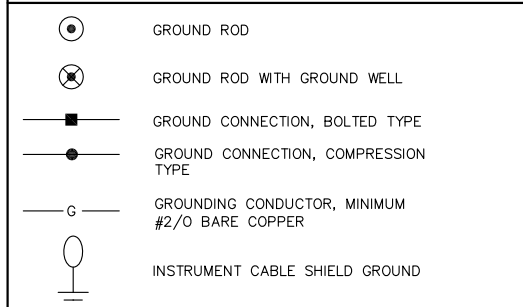 GROUND ROD
GROUND ROD WITH GROUND WELL
GROUND CONNECTION, BOLTED TYPE
GROUND CONNECTION, COMPRESSION
TYPE
G
GROUNDING CONDUCTOR, MINIMUM
#2/0 BARE COPPER
INSTRUMENT CABLE SHIELD GROUND